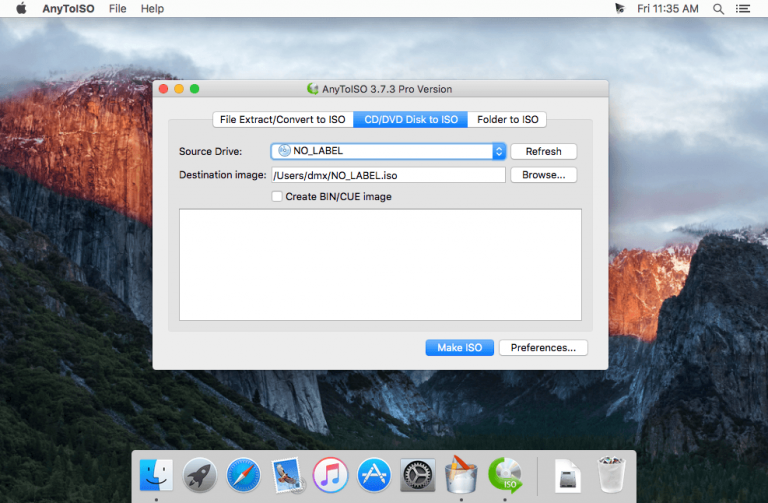 AnyToISO File Help Fri 11:35 AM
AnyToISO 3.7.3 Pro Version
File Extract/Convert to ISO CD/DVD Disk to ISO Folder to ISO
Source Drive: NO_LABEL Refresh
Destination image: /Users/dmx/NO_LABEL.iso Browse...
Create BIN/CUE image
Make ISO Preferences...
ISO